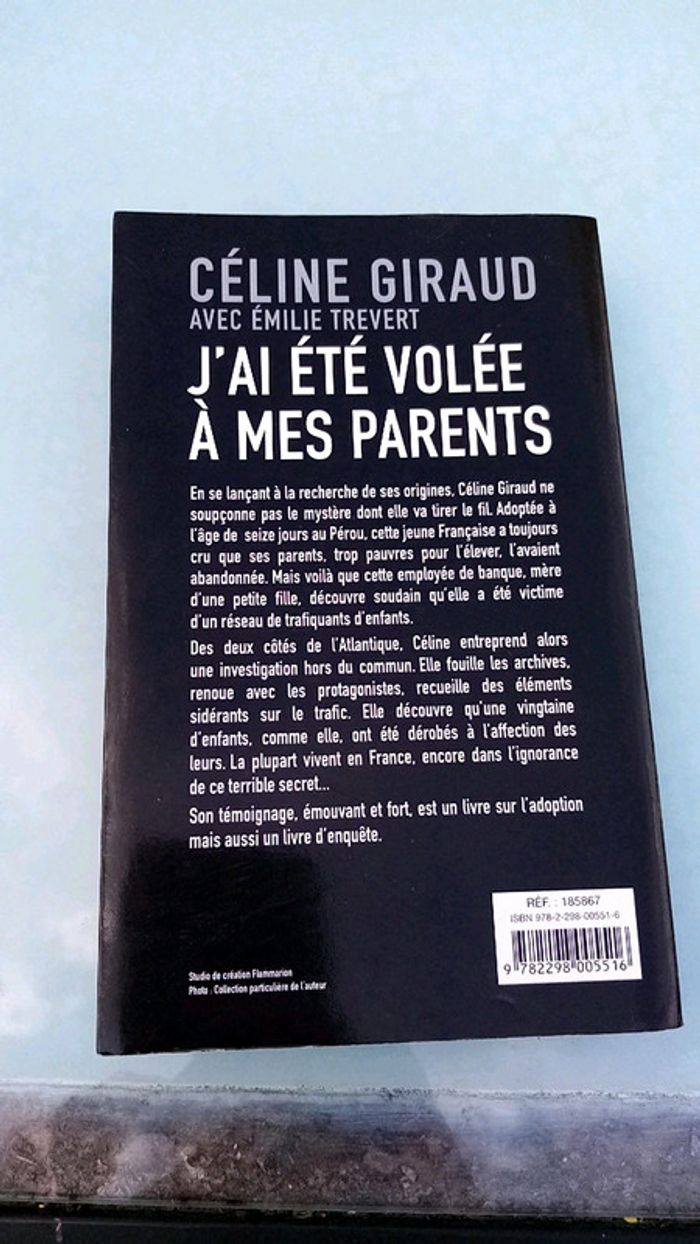 CÉLINE GIRAUD
AVEC ÉMILIE TREVERT
J'AI ÉTÉ VOLÉE
À MES PARENTS
En se lançant à la recherche de ses origines, Céline Giraud ne
soupçonne pas le mystère dont elle va tirer le fil. Adoptée à
l'âge de seize jours au Pérou, cette jeune Française a toujours
cru que ses parents, trop pauvres pour l'élever, l'avaient
abandonnée. Mais voilà que cette employée de banque, mère
d'une petite fille, découvre soudain qu'elle a été victime
d'un réseau de trafiquants d'enfants.
Des deux côtés de l'Atlantique, Céline entreprend alors
une investigation hors du commun. Elle fouille les archives,
renoue avec les protagonistes, recueille des éléments
sidérants sur le trafic. Elle découvre qu'une vingtaine
d'enfants, comme elle, ont été dérobés à l'affection des
leurs. La plupart vivent en France, encore dans l'ignorance
de ce terrible secret...
Son témoignage, émouvant et fort, est un livre sur l'adoption
mais aussi un livre d'enquête.
RÉF. : 185867
ISBN 978-2-298-00551-6
9 782298 005516
Studio de création Flammarion
Photo : Collection particulière de l'auteur